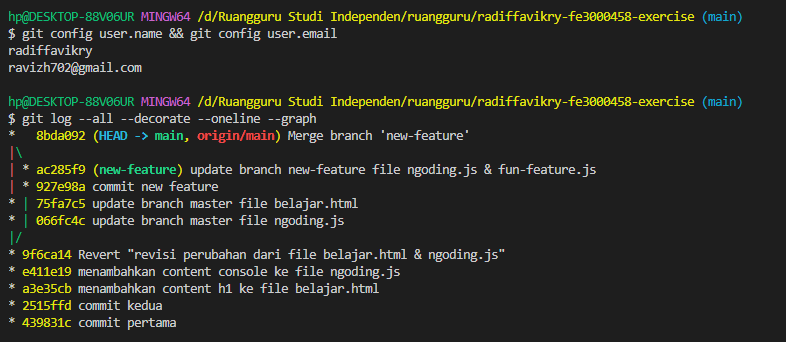 hp@DESKTOP-88V06UR MINGW64 /d/Ruangguru Studi Independen/ruangguru/radiffavikry-fe3000458-exercise (main)
$ git config user.name && git config user.email
radiffavikry
ravizh702@gmail.com
hp@DESKTOP-88V06UR MINGW64 /d/Ruangguru Studi Independen/ruangguru/radiffavikry-fe3000458-exercise (main)
$ git log --all --decorate --oneline --graph
*   8bda092 (HEAD -> main, origin/main) Merge branch 'new-feature'
|\
| * ac285f9 (new-feature) update branch new-feature file ngoding.js & fun-feature.js
| * 927e98a commit new feature
* | 75fa7c5 update branch master file belajar.html
* | 066fc4c update branch master file ngoding.js
|/
* 9f6ca14 Revert "revisi perubahan dari file belajar.html & ngoding.js"
* e411e19 menambahkan content console ke file ngoding.js
* a3e35cb menambahkan content h1 ke file belajar.html
* 2515ffd commit kedua
* 439831c commit pertama